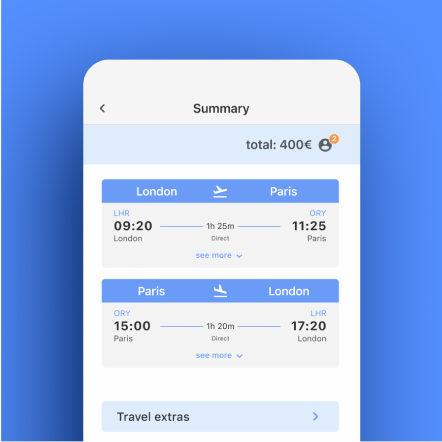 Summary
total: 400€ 2
London Paris
LHR ORY
09:20 1h 25m 11:25
London Direct Paris
see more
Paris London
ORY LHR
15:00 1h 20m 17:20
Paris Direct London
see more
Travel extras